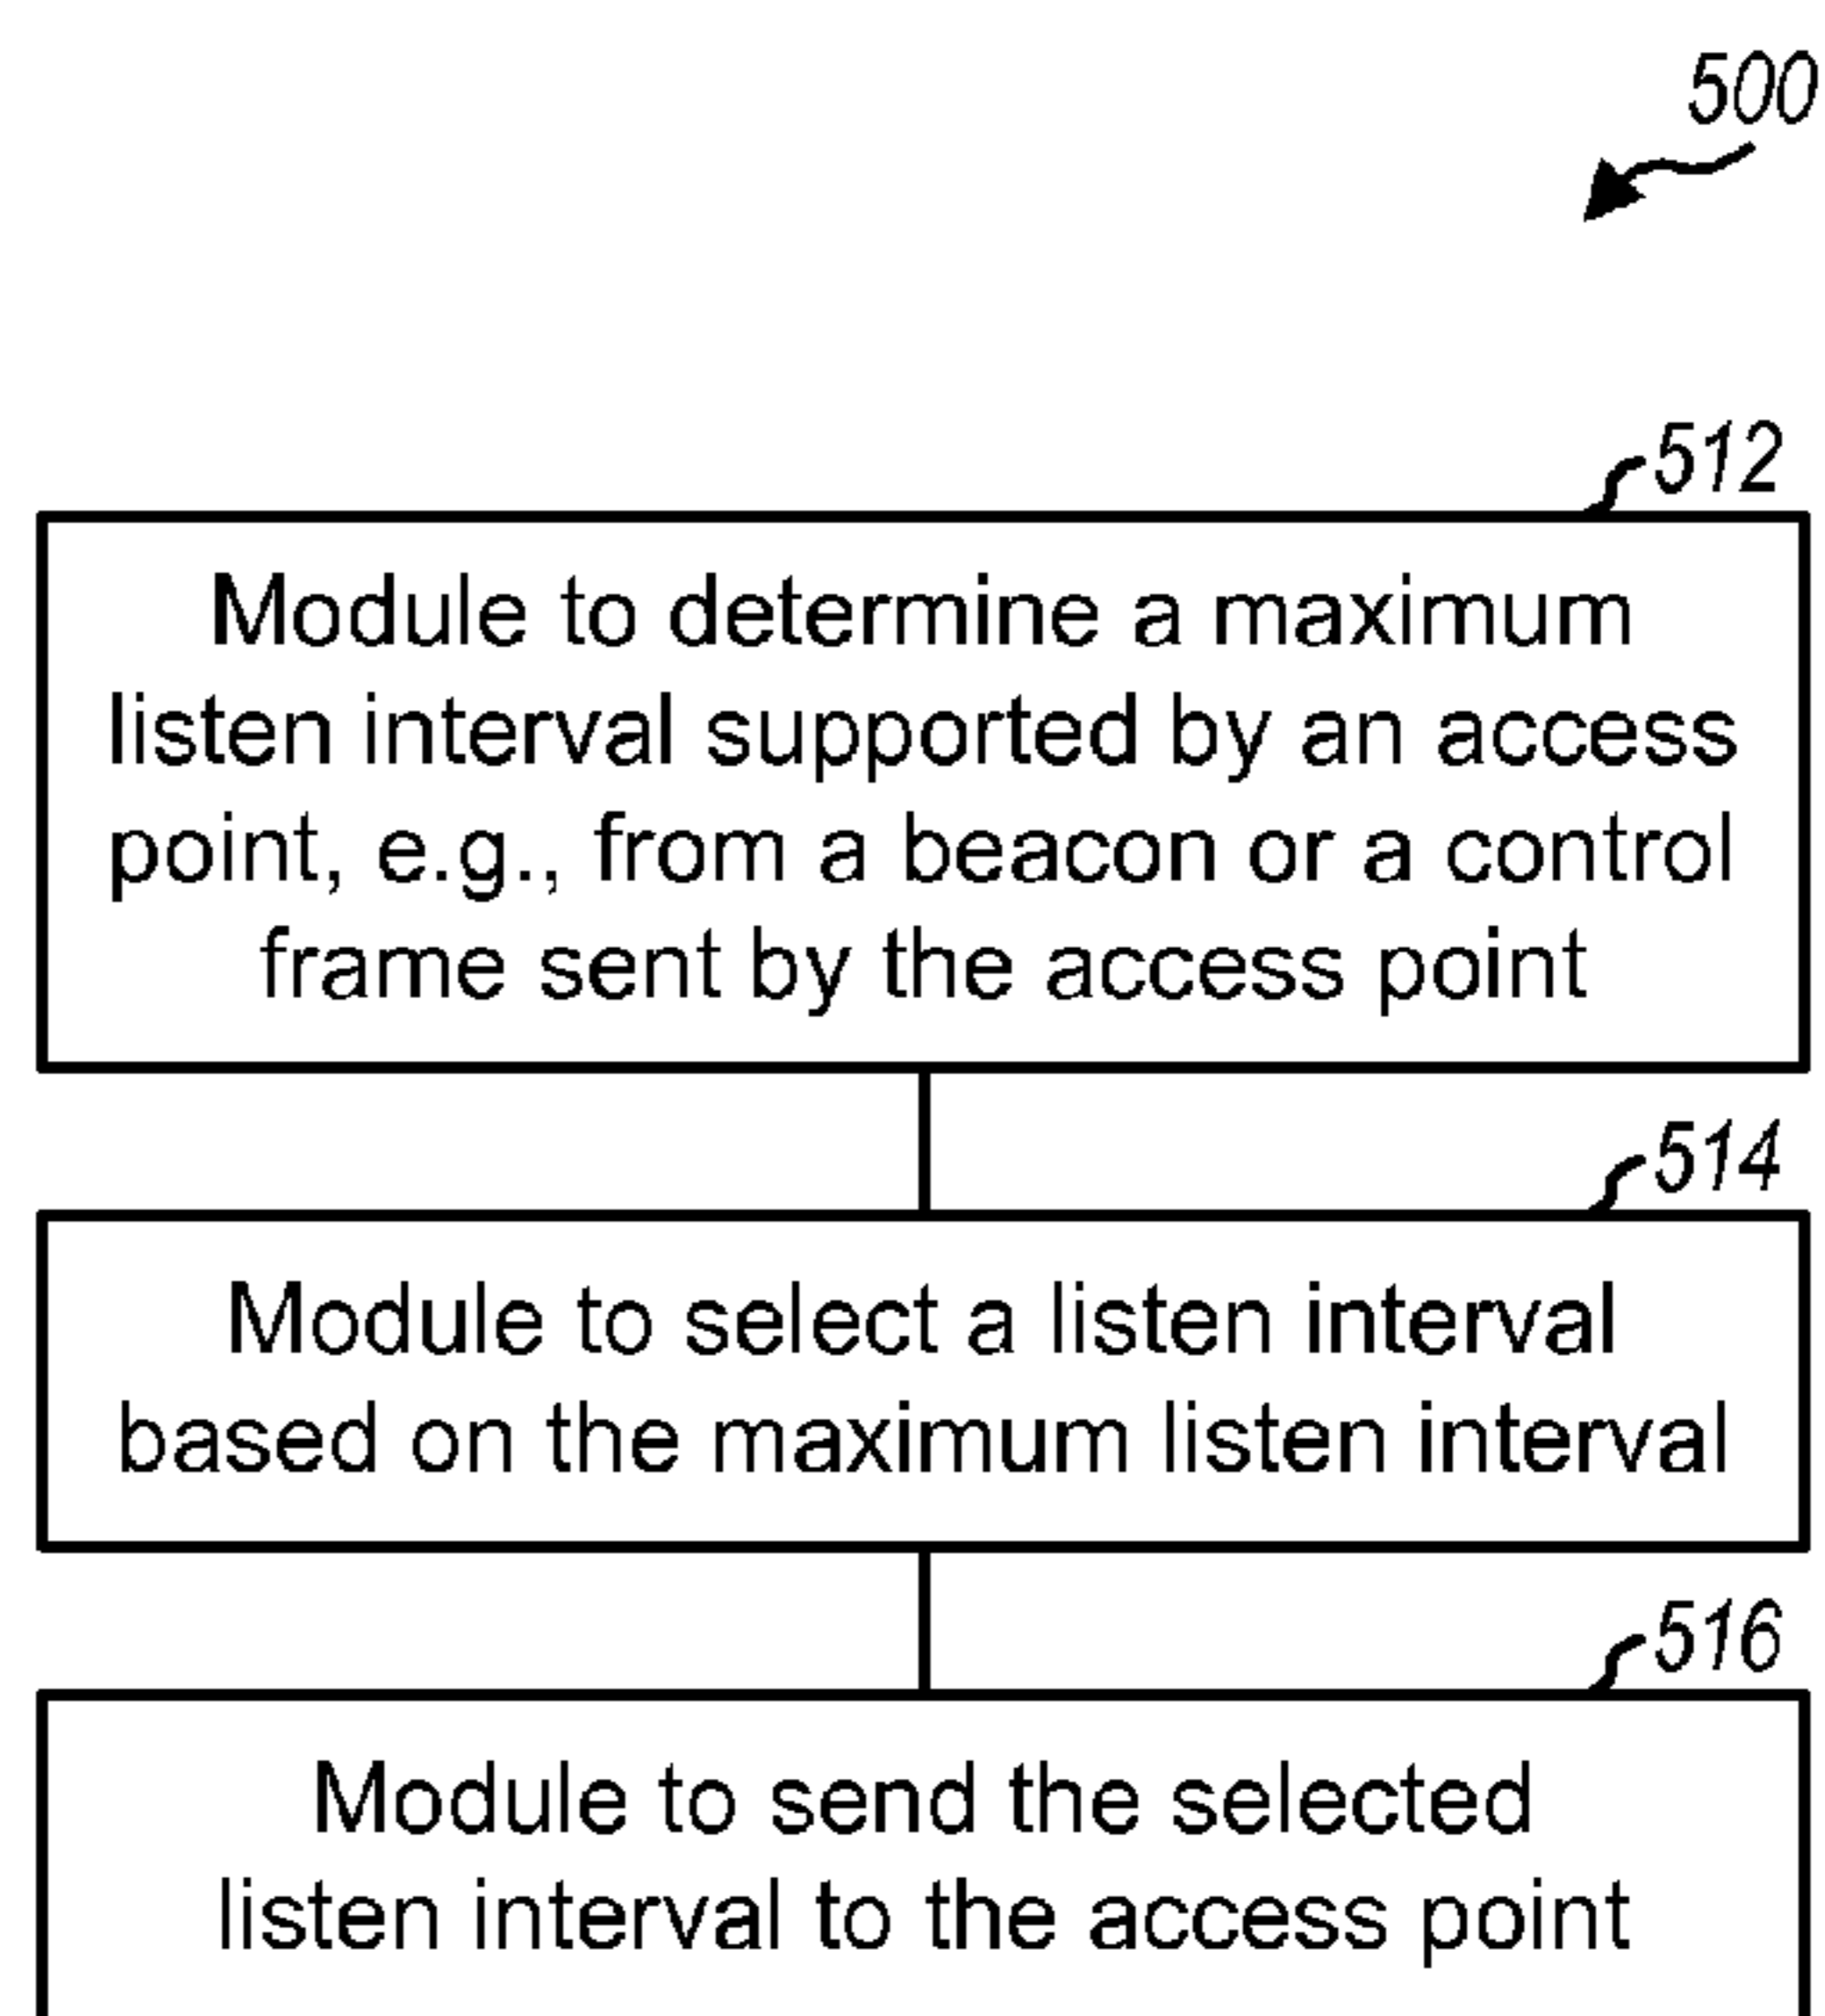 500
512
Module to determine a maximum
listen interval supported by an access
point, e.g., from a beacon or a control
frame sent by the access point
514
Module to select a listen interval
based on the maximum listen interval
516
Module to send the selected
listen interval to the access point